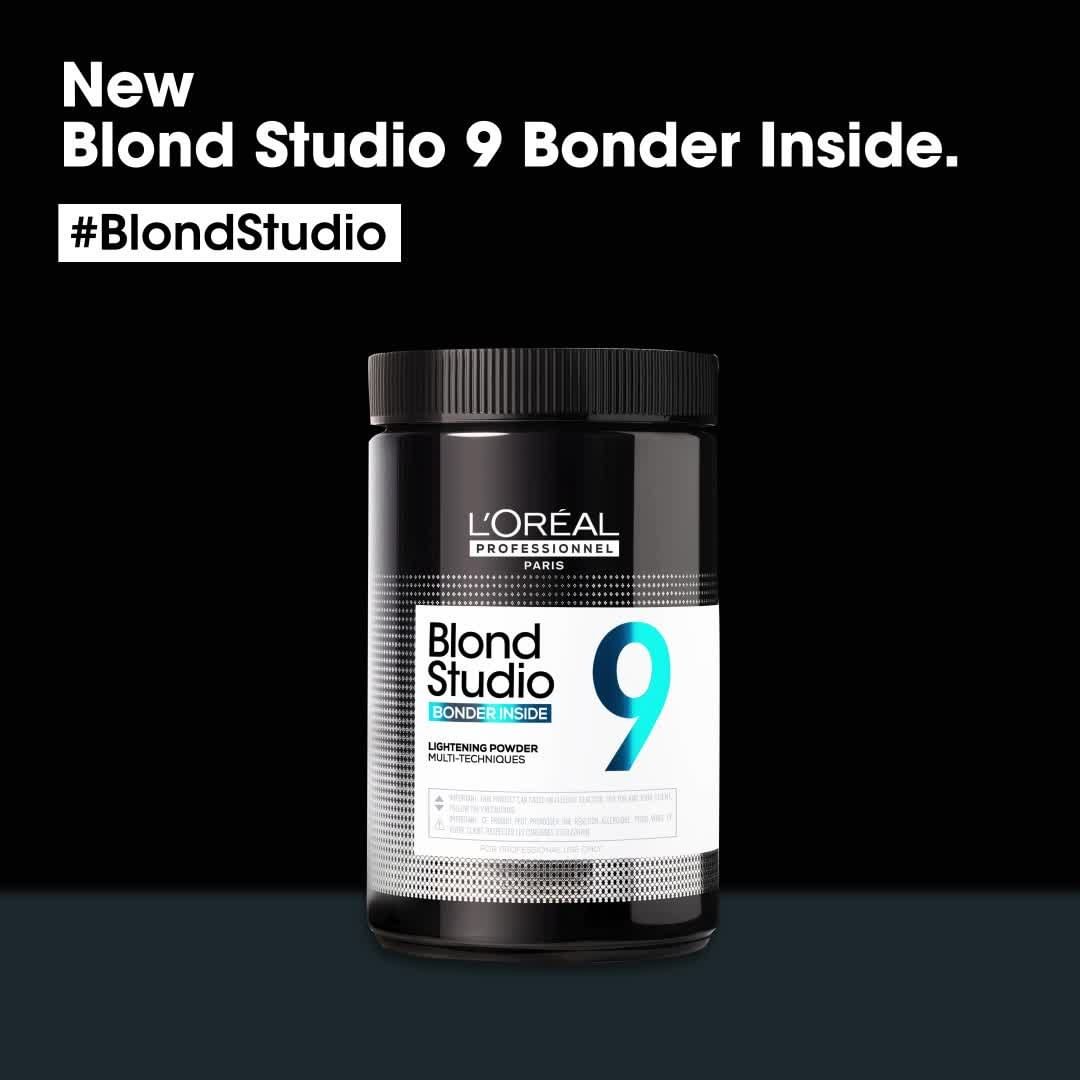 New
Blond Studio 9 Bonder Inside.
#BlondStudio
L'ORÉAL
PROFESSIONNEL
PARIS
Blond
Studio
9
BONDER INSIDE
LIGHTENING POWDER
MULTI-TECHNIQUES
FOR PROFESSIONAL USE ONLY